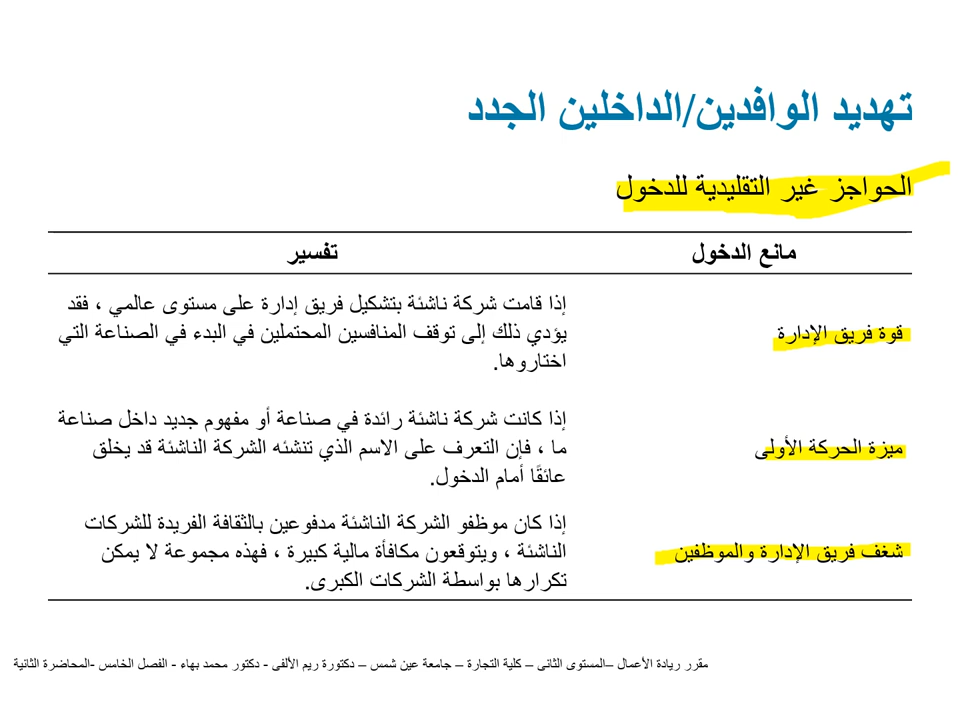 تهديد الوافدين/الداخلين الجدد
الحواجز غير التقليدية للدخول
مانع الدخول
تفسير
قوة فريق الإدارة
إذا قامت شركة ناشئة بتشكيل فريق إدارة على مستوى عالمي ، فقد
يؤدي ذلك إلى توقف المنافسين المحتملين في البدء في الصناعة التي
اختاروها.
ميزة الحركة الأولى
إذا كانت شركة ناشئة رائدة في صناعة أو مفهوم جديد داخل صناعة
ما ، فإن التعرف على الاسم الذي تنشئه الشركة الناشئة قد يخلق
عائقًا أمام الدخول.
شغف فريق الإدارة والموظفين
إذا كان موظفو الشركة الناشئة مدفوعين بالثقافة الفريدة للشركات
الناشئة ، ويتوقعون مكافأة مالية كبيرة ، فهذه مجموعة لا يمكن
تكرارها بواسطة الشركات الكبرى.
مقرر ريادة الأعمال –المستوى الثانى – كلية التجارة – جامعة عين شمس – دكتورة ريم الألفى - دكتور محمد بهاء - الفصل الخامس -المحاضرة الثانية